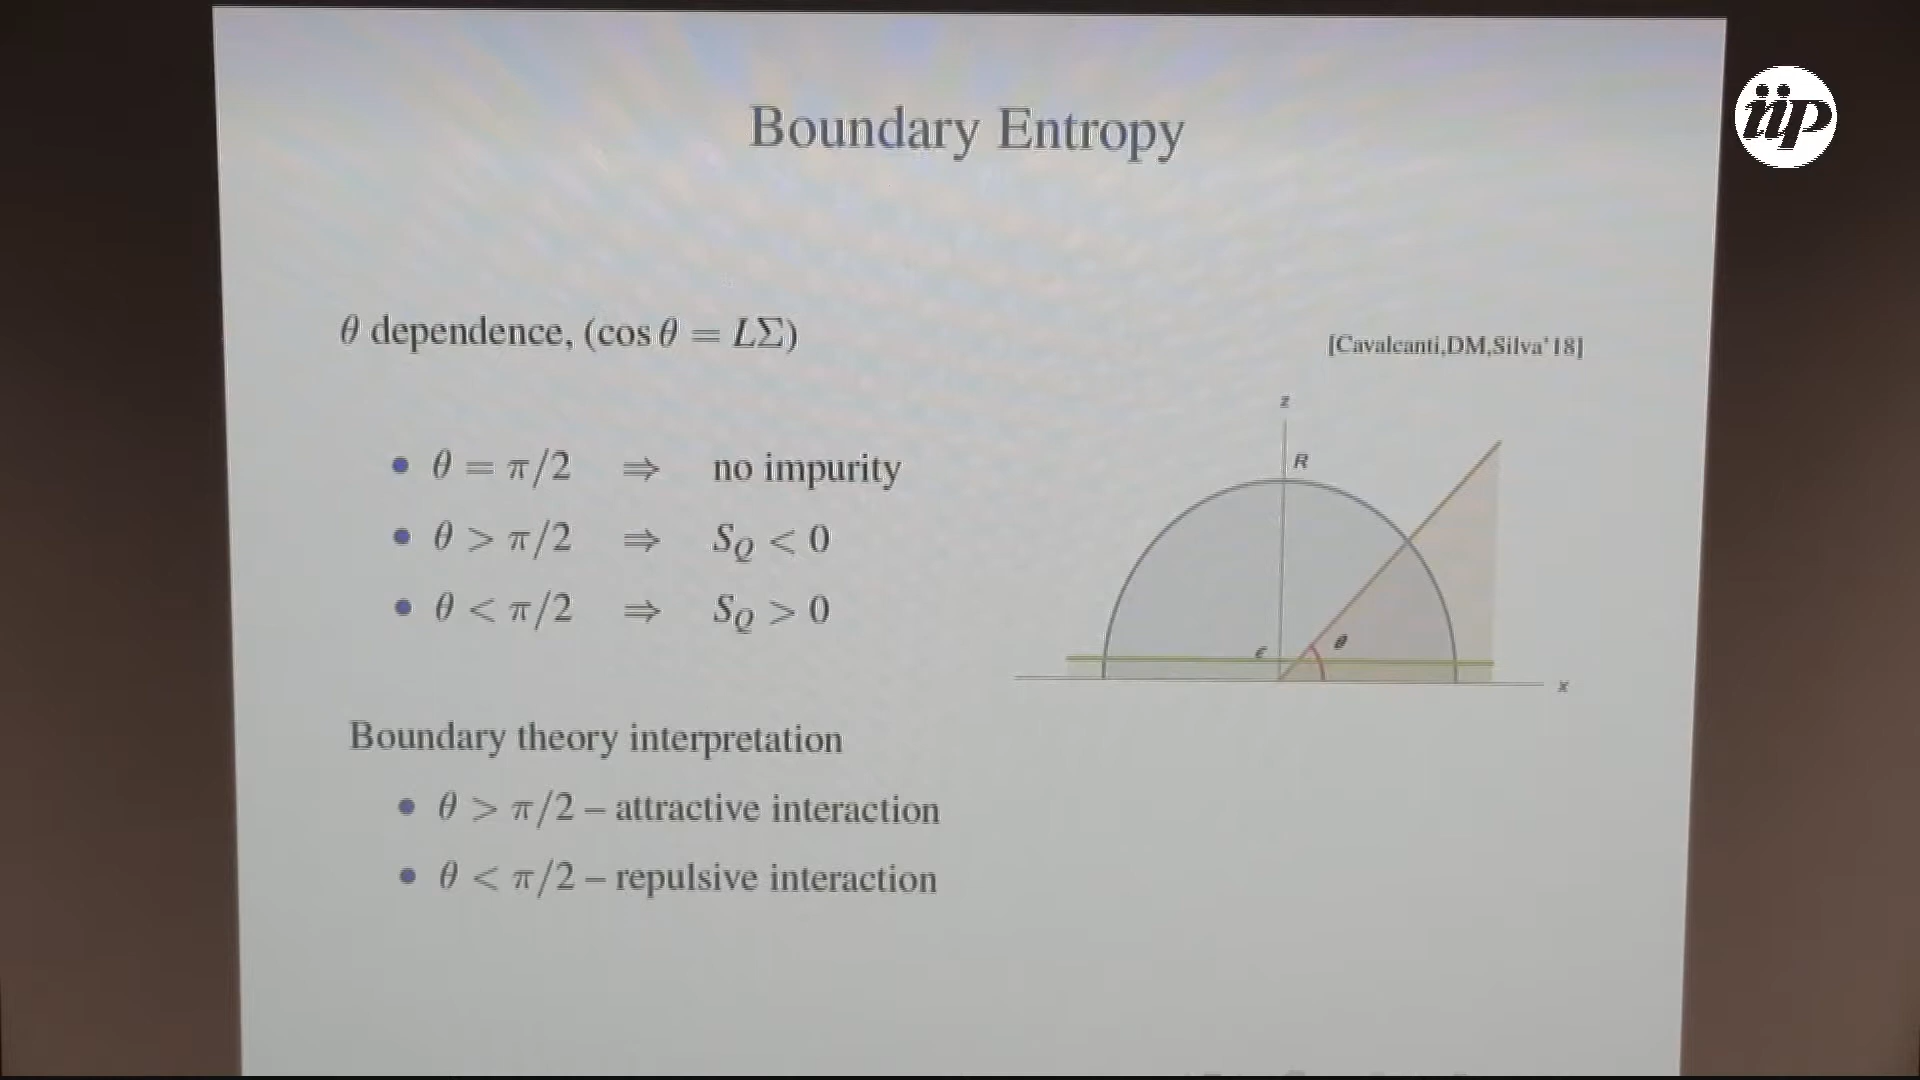 iip
Boundary Entropy
θ dependence, (cos θ = LΣ)
[Cavalcanti,DM,Silva'18]
• θ = π/2 ⇒ no impurity
• θ > π/2 ⇒ S_Q < 0
• θ < π/2 ⇒ S_Q > 0
z
R
ϵ
θ
x
Boundary theory interpretation
• θ > π/2 – attractive interaction
• θ < π/2 – repulsive interaction